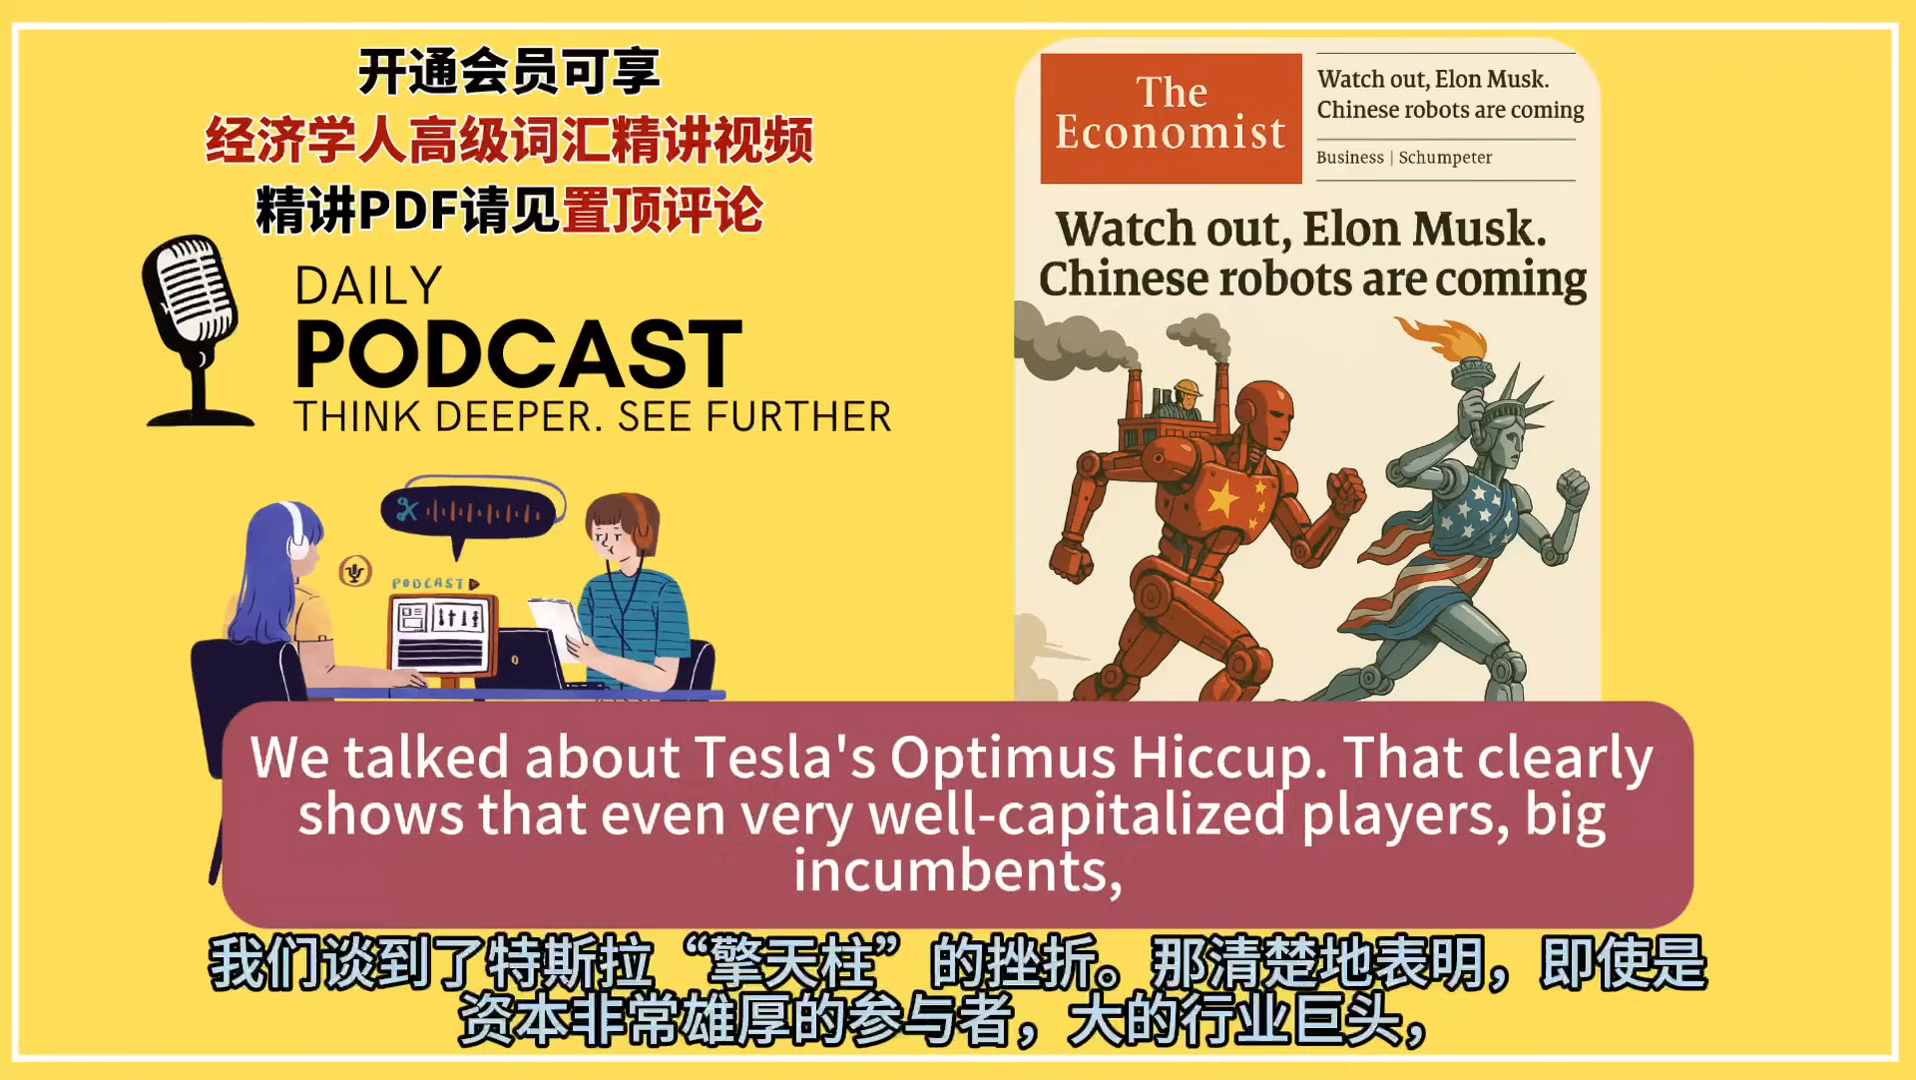 开通会员可享
经济学人高级词汇精讲视频
精讲PDF请见置顶评论
DAILY
PODCAST
THINK DEEPER. SEE FURTHER
PODCAST
The
Economist
Watch out, Elon Musk.
Chinese robots are coming
Business | Schumpeter
Watch out, Elon Musk.
Chinese robots are coming
We talked about Tesla's Optimus Hiccup. That clearly
shows that even very well-capitalized players, big
incumbents,
我们谈到了特斯拉“擎天柱”的挫折。那清楚地表明，即使是
资本非常雄厚的参与者，大的行业巨头，